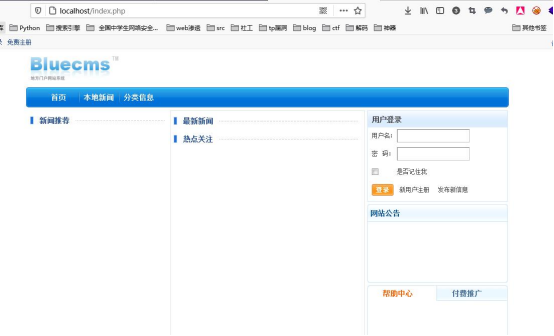 localhost/index.php
Python 搜索引擎 全国中学生网络安全... web渗透 src 社工 tp漏洞 blog ctf 解码 神器 其他书签
免费注册
Bluecms TM
地方门户网站系统
首页 本地新闻 分类信息
新闻推荐
最新新闻
热点关注
用户登录
用户名:
密 码:
是否记住我
登录 新用户注册 发布新信息
网站公告
帮助中心 付费推广